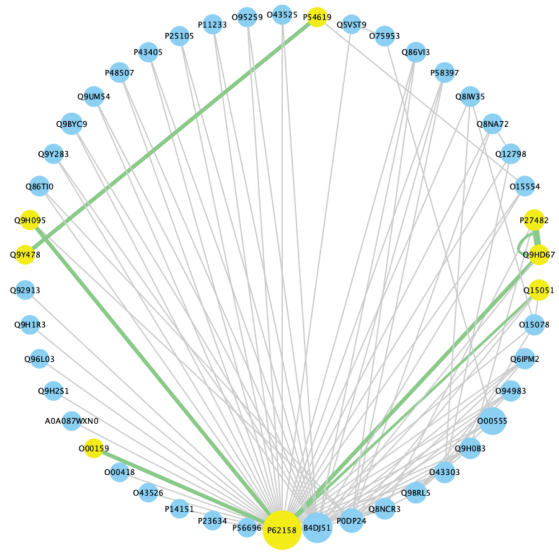 O43525
P54619
O95259
Q5VST9
P11233
O75953
P25105
Q86VI3
P43405
P58397
P48507
Q8IW35
Q9UM54
Q8NA72
Q9BYC9
Q12798
Q9Y283
O15554
Q86TI0
P27482
Q9H095
Q9HD67
Q9Y478
Q15051
Q92913
O15078
Q9H1R3
Q6IPM2
Q96L03
O94983
Q9H2S1
O00555
A0A087WXN0
Q9H0B3
O00159
O43303
O00418
Q9BRL5
O43526
Q8NCR3
P14151
P0DP24
P23634
B4DJ51
P56696
P62158